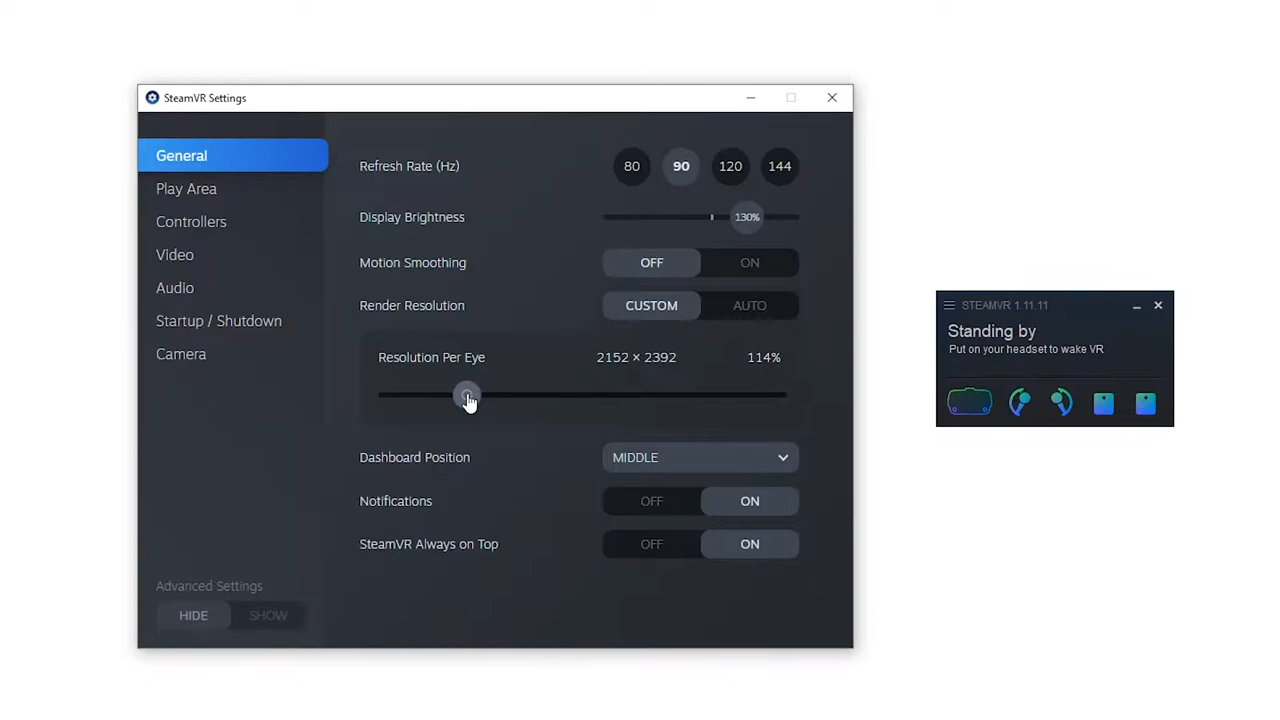 SteamVR Settings
General
Play Area
Controllers
Video
Audio
Startup / Shutdown
Camera
Advanced Settings
HIDE SHOW
Refresh Rate (Hz) 80 90 120 144
Display Brightness 130%
Motion Smoothing OFF ON
Render Resolution CUSTOM AUTO
Resolution Per Eye 2152 × 2392 114%
Dashboard Position MIDDLE
Notifications OFF ON
SteamVR Always on Top OFF ON
STEAMVR 1.11.11
Standing by
Put on your headset to wake VR